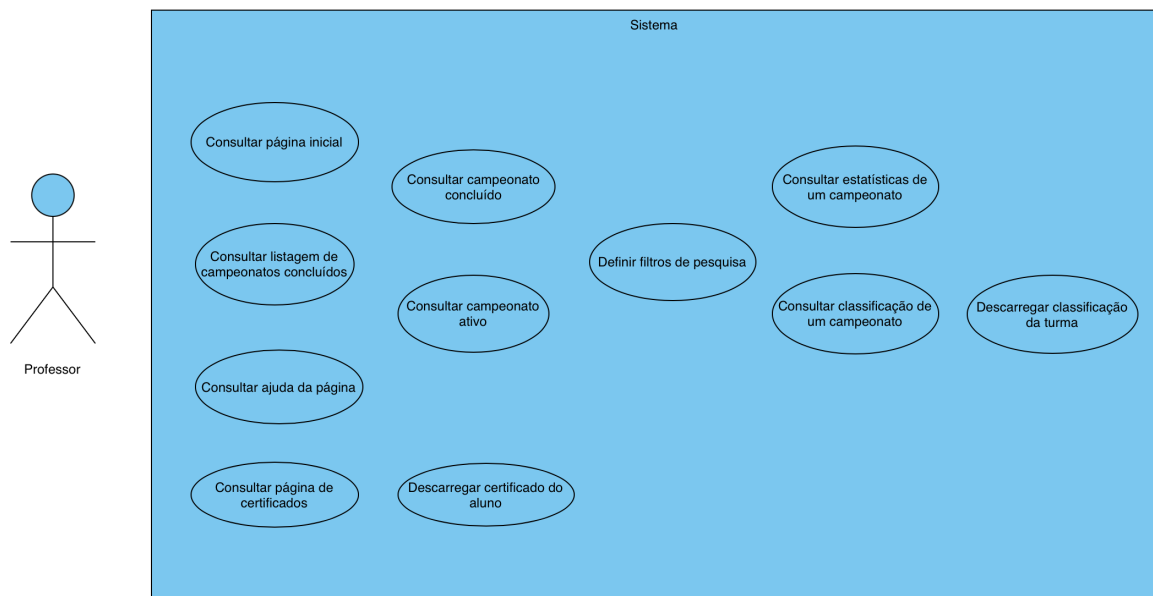 Sistema
Consultar página inicial
Consultar campeonato
concluído
Consultar estatísticas de
um campeonato
Consultar listagem de
campeonatos concluídos
Definir filtros de pesquisa
Consultar campeonato
ativo
Consultar classificação de
um campeonato
Descarregar classificação
da turma
Professor
Consultar ajuda da página
Consultar página de
certificados
Descarregar certificado do
aluno